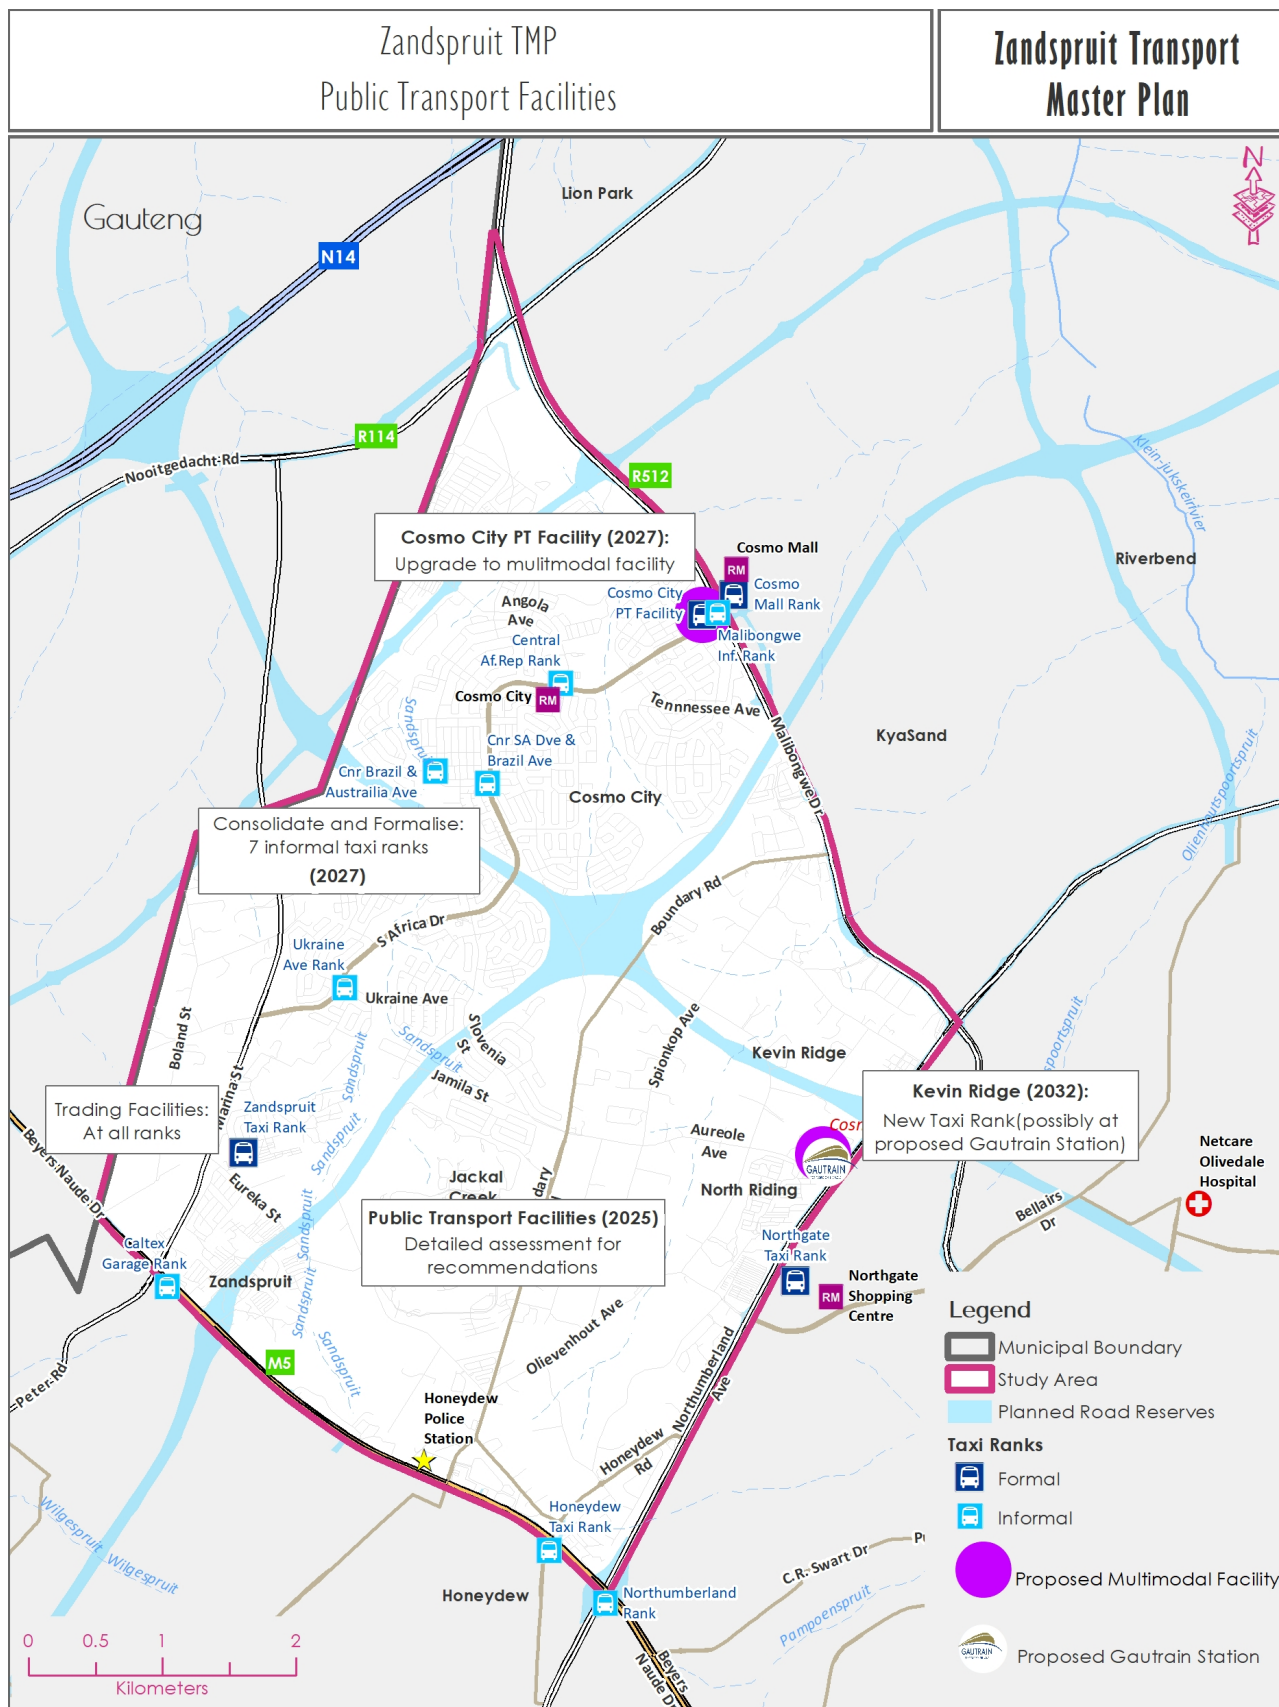 Zandspruit TMP
Public Transport Facilities
Zandspruit Transport
Master Plan
N
Lion Park
Gauteng
N14
R114
Nooitgedacht-Rd
R512
Klein-jukskeirivier
Cosmo City PT Facility (2027):
Upgrade to mulitmodal facility
Cosmo Mall
RM
Riverbend
Cosmo
Mall Rank
Cosmo City
PT Facility
Angola
Ave
Malibongwe
Inf. Rank
Central
Af.Rep Rank
Cosmo City
RM
Tennnessee Ave
Sandspruit
KyaSand
Malibongwe Dr
Cnr SA Dve &
Brazil Ave
Cnr Brazil &
Austrailia Ave
Cosmo City
Olienhoutspoortspruit
Consolidate and Formalise:
7 informal taxi ranks
(2027)
Boundary Rd
S Africa Dr
Ukraine
Ave Rank
Ukraine Ave
Boland St
Slovenia
St
Sandspruit
Sandspruit
Jamila St
Spionkop Ave
Kevin Ridge
spoortspruit
Trading Facilities:
At all ranks
Marina St
Zandspruit
Taxi Rank
Sandspruit
Kevin Ridge (2032):
New Taxi Rank(possibly at
proposed Gautrain Station)
Cosr
Aureole
Ave
GAUTRAIN
Netcare
Olivedale
Hospital
Beyers Naude Dr
Eureka St
Jackal
Creek
dary
North Riding
Bellairs
Dr
Public Transport Facilities (2025)
Detailed assessment for
recommendations
Sandspruit
Sandspruit
Caltex
Garage Rank
Zandspruit
Northgate
Taxi Rank
RM
Northgate
Shopping
Centre
Sandspruit
Olievenhout Ave
M5
Peter-Rd
Northumberland
Ave
Honeydew
Police
Station
Honeydew
Rd
Honeydew
Taxi Rank
Wilgespruit
Wilgespruit
Honeydew
Northumberland
Rank
C.R. Swart Dr
Pampoenspruit
Beyers
Naude Dr
0
0.5
1
2
Kilometers
Legend
Municipal Boundary
Study Area
Planned Road Reserves
Taxi Ranks
Formal
Informal
Proposed Multimodal Facility
GAUTRAIN
Proposed Gautrain Station